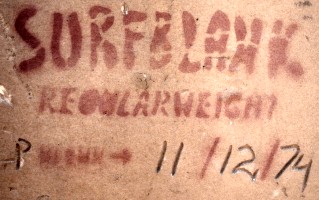 SURFBLANK
REGULARWEIGHT
P → 11/12/74